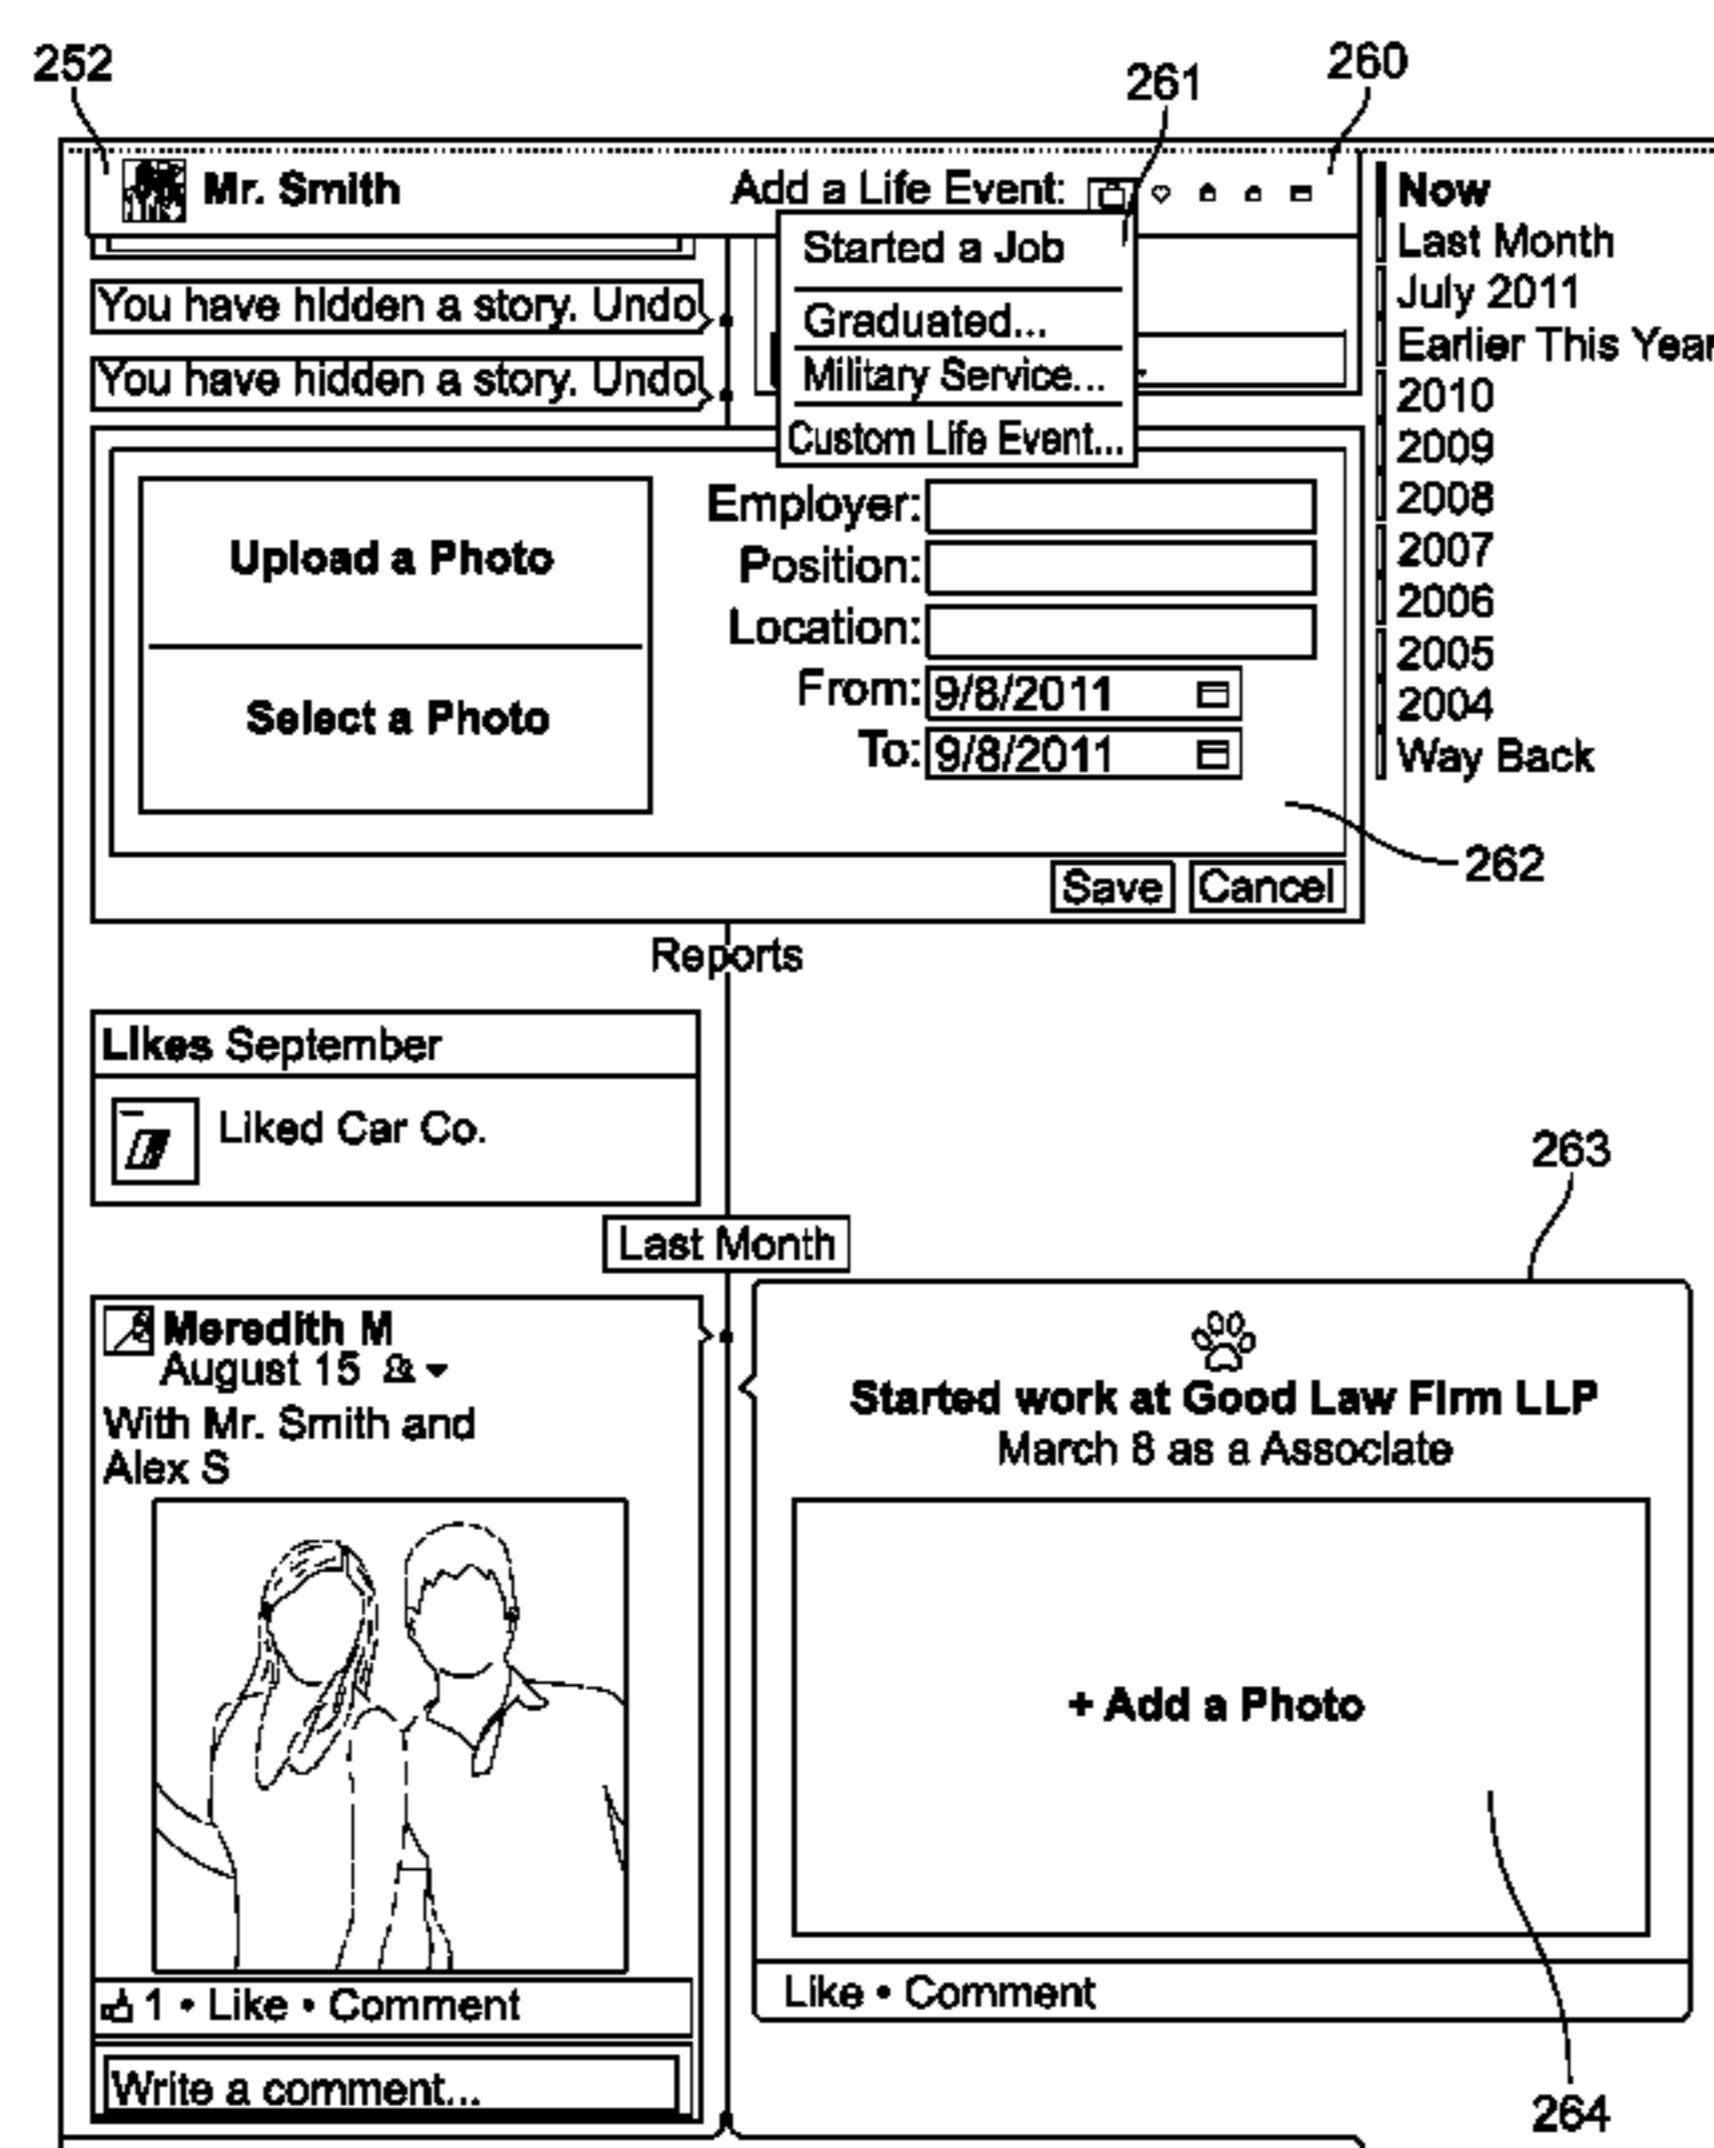 252
261
260
Mr. Smith
Add a Life Event:
Started a Job
Graduated...
Military Service...
Custom Life Event...
You have hidden a story. Undo
You have hidden a story. Undo
Now
Last Month
July 2011
Earlier This Year
2010
2009
2008
2007
2006
2005
2004
Way Back
Upload a Photo
Select a Photo
Employer:
Position:
Location:
From: 9/8/2011
To: 9/8/2011
262
Save Cancel
Reports
Likes September
Liked Car Co.
263
Last Month
Meredith M
August 15
With Mr. Smith and
Alex S
1 • Like • Comment
Write a comment...
Started work at Good Law Firm LLP
March 8 as a Associate
+ Add a Photo
Like • Comment
264